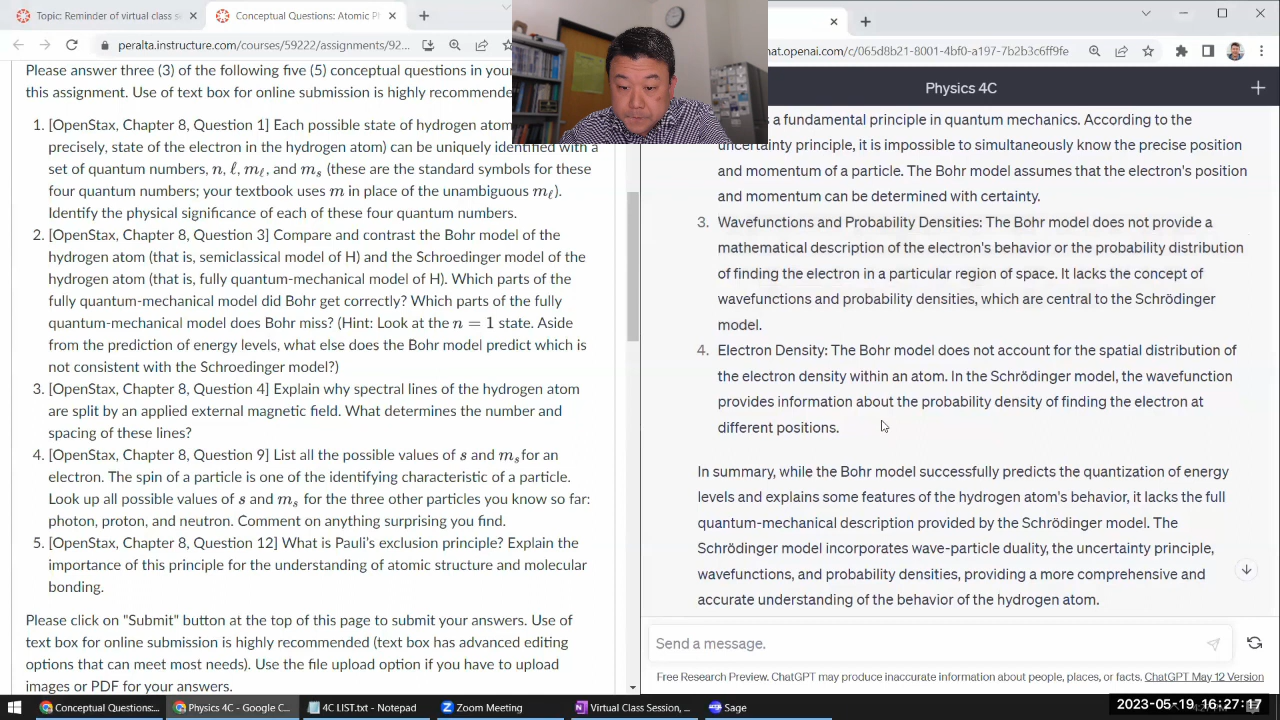 Topic: Reminder of virtual class s
Conceptual Questions: Atomic P
peralta.instructure.com/courses/59222/assignments/92...
Please answer three (3) of the following five (5) conceptual questions in your
this assignment. Use of text box for online submission is highly recommende
1. [OpenStax, Chapter 8, Question 1] Each possible state of hydrogen atom
precisely, state of the electron in the hydrogen atom) can be uniquely identified with a
set of quantum numbers, n, ℓ, mℓ, and ms (these are the standard symbols for these
four quantum numbers; your textbook uses m in place of the unambiguous mℓ).
Identify the physical significance of each of these four quantum numbers.
2. [OpenStax, Chapter 8, Question 3] Compare and contrast the Bohr model of the
hydrogen atom (that is, semiclassical model of H) and the Schroedinger model of the
hydrogen atom (that is, fully quantum-mechanical model of H). Which parts of the
fully quantum-mechanical model did Bohr get correctly? Which parts of the fully
quantum-mechanical model does Bohr miss? (Hint: Look at the n = 1 state. Aside
from the prediction of energy levels, what else does the Bohr model predict which is
not consistent with the Schroedinger model?)
3. [OpenStax, Chapter 8, Question 4] Explain why spectral lines of the hydrogen atom
are split by an applied external magnetic field. What determines the number and
spacing of these lines?
4. [OpenStax, Chapter 8, Question 9] List all the possible values of s and ms for an
electron. The spin of a particle is one of the identifying characteristic of a particle.
Look up all possible values of s and ms for the three other particles you know so far:
photon, proton, and neutron. Comment on anything surprising you find.
5. [OpenStax, Chapter 8, Question 12] What is Pauli's exclusion principle? Explain the
importance of this principle for the understanding of atomic structure and molecular
bonding.
Please click on "Submit" button at the top of this page to submit your answers. Use of
text box for online submission is highly recommended (text box has advanced editing
options that can meet most needs). Use the file upload option if you have to upload
images or PDF for your answers.
hat.openai.com/c/065d8b21-8001-4bf0-a197-7b2b3c6ff9fe
Physics 4C
s a fundamental principle in quantum mechanics. According to the
uncertainty principle, it is impossible to simultaneously know the precise position
and momentum of a particle. The Bohr model assumes that the electron's position
and momentum can be determined with certainty.
3. Wavefunctions and Probability Densities: The Bohr model does not provide a
mathematical description of the electron's behavior or the probability distribution
of finding the electron in a particular region of space. It lacks the concept of
wavefunctions and probability densities, which are central to the Schrödinger
model.
4. Electron Density: The Bohr model does not account for the spatial distribution of
the electron density within an atom. In the Schrödinger model, the wavefunction
provides information about the probability density of finding the electron at
different positions.
In summary, while the Bohr model successfully predicts the quantization of energy
levels and explains some features of the hydrogen atom's behavior, it lacks the full
quantum-mechanical description provided by the Schrödinger model. The
Schrödinger model incorporates wave-particle duality, the uncertainty principle,
wavefunctions, and probability densities, providing a more comprehensive and
accurate understanding of the behavior of the hydrogen atom.
Send a message.
Free Research Preview. ChatGPT may produce inaccurate information about people, places, or facts. ChatGPT May 12 Version
Conceptual Questions:...
Physics 4C - Google C...
4C LIST.txt - Notepad
Zoom Meeting
Virtual Class Session, ...
Sage
2023-05-19 16:27:17